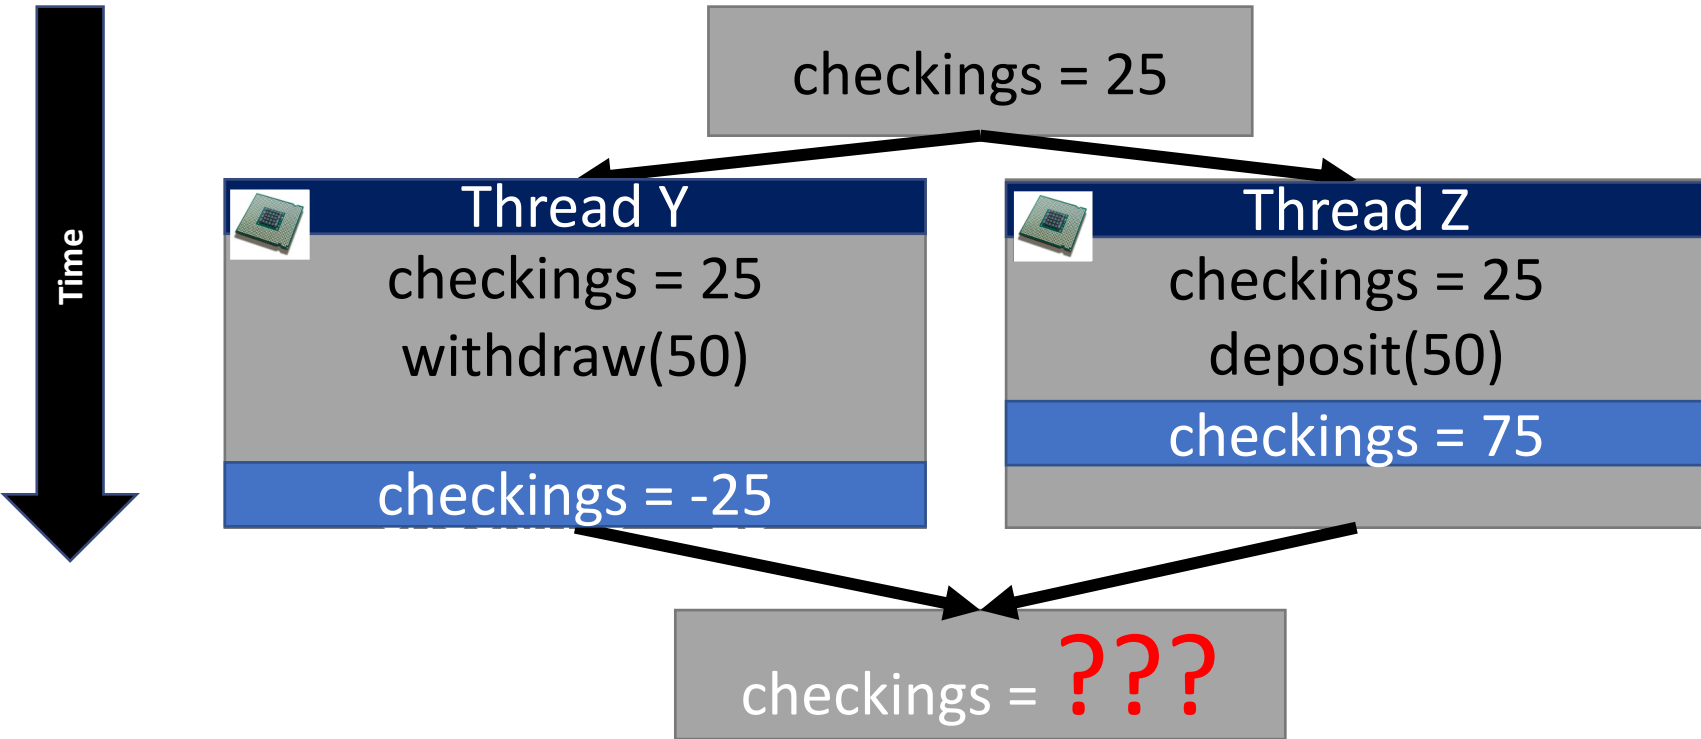 checkings = 25
Time
Thread Y
checkings = 25
withdraw(50)
checkings = -25
Thread Z
checkings = 25
deposit(50)
checkings = 75
checkings = ???